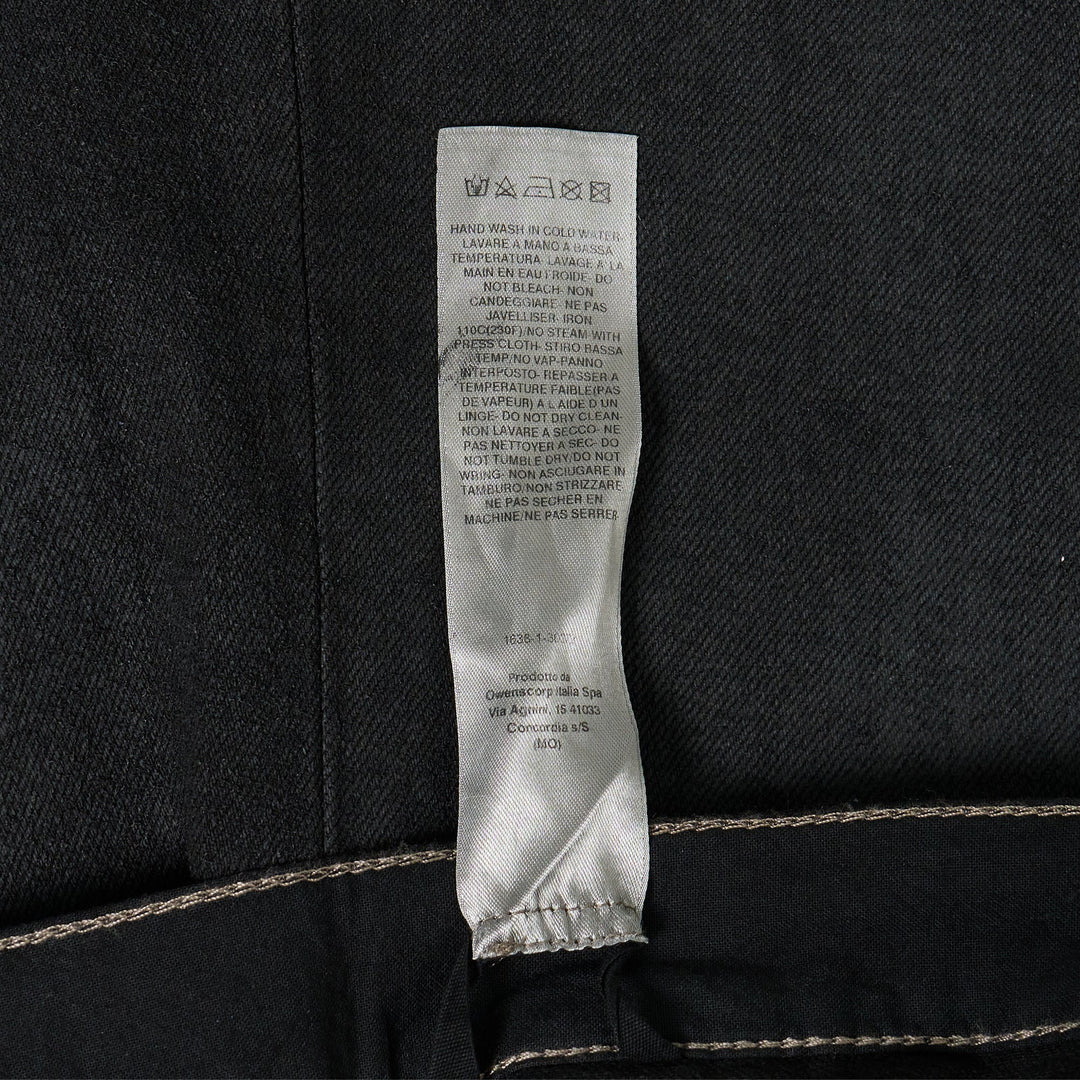 HAND WASH IN COLD WATER-
LAVARE A MANO A BASSA
TEMPERATURA- LAVAGE A LA
MAIN EN EAU FROIDE- DO
NOT BLEACH- NON
CANDEGGIARE- NE PAS
JAVELLISER- IRON
110C(230F)/NO STEAM WITH
PRESS CLOTH- STIRO BASSA
TEMP/NO VAP-PANNO
INTERPOSTO- REPASSER A
TEMPERATURE FAIBLE(PAS
DE VAPEUR) A L AIDE D UN
LINGE- DO NOT DRY CLEAN-
NON LAVARE A SECCO- NE
PAS NETTOYER A SEC- DO
NOT TUMBLE DRY/DO NOT
WRING- NON ASCIUGARE IN
TAMBURO/NON STRIZZARE
NE PAS SECHER EN
MACHINE/NE PAS SERRER-
Prodotto da
Owenscorp Italia Spa
Via Agnini, 15 41033
Concordia s/S
(MO)